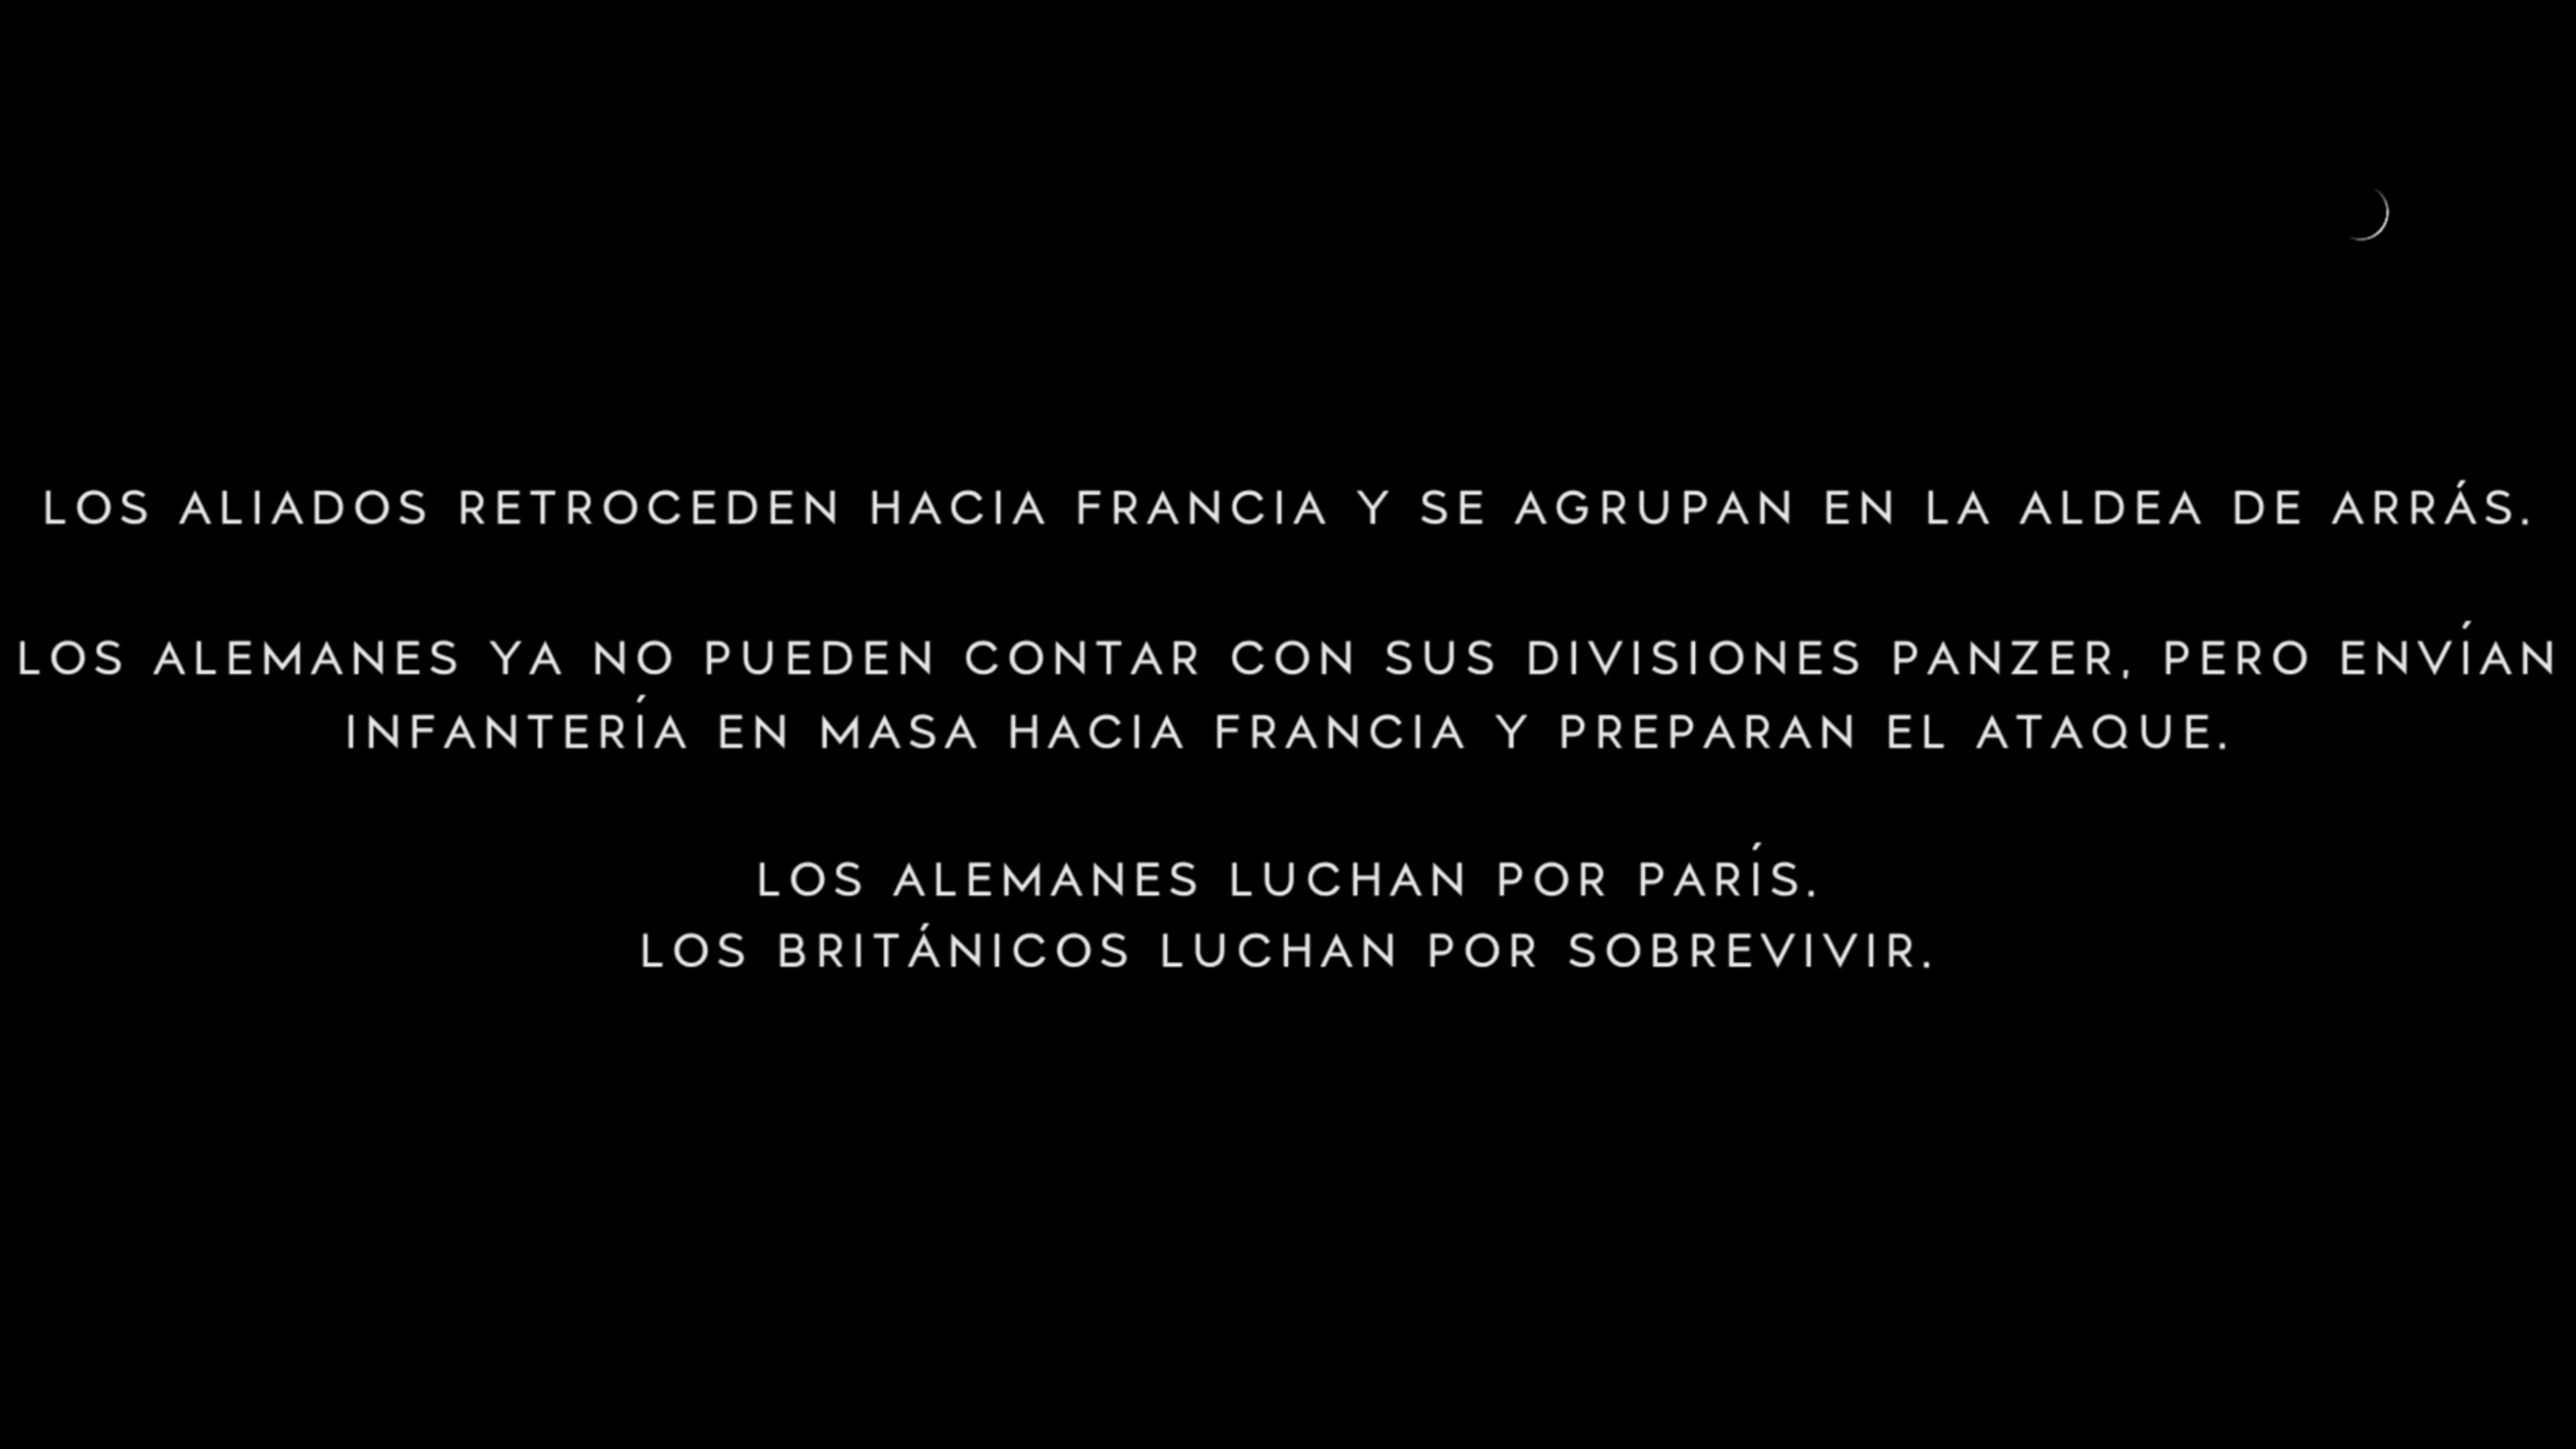 LOS ALIADOS RETROCEDEN HACIA FRANCIA Y SE AGRUPAN EN LA ALDEA DE ARRÁS.
LOS ALEMANES YA NO PUEDEN CONTAR CON SUS DIVISIONES PANZER, PERO ENVÍAN
INFANTERÍA EN MASA HACIA FRANCIA Y PREPARAN EL ATAQUE.
LOS ALEMANES LUCHAN POR PARÍS.
LOS BRITÁNICOS LUCHAN POR SOBREVIVIR.